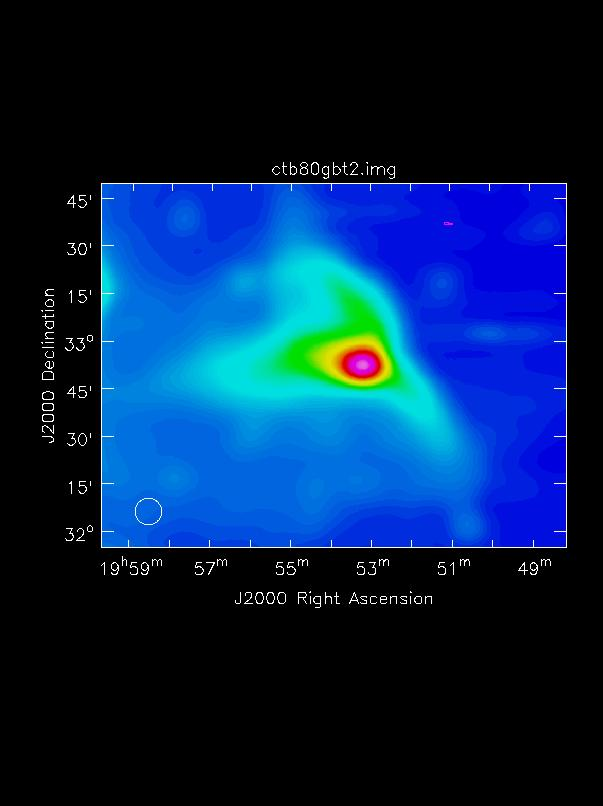 ctb80gbt2.img
45'
30'
15'
33°
45'
30'
15'
32°
J2000 Declination
19ʰ59ᵐ 57ᵐ 55ᵐ 53ᵐ 51ᵐ 49ᵐ
J2000 Right Ascension